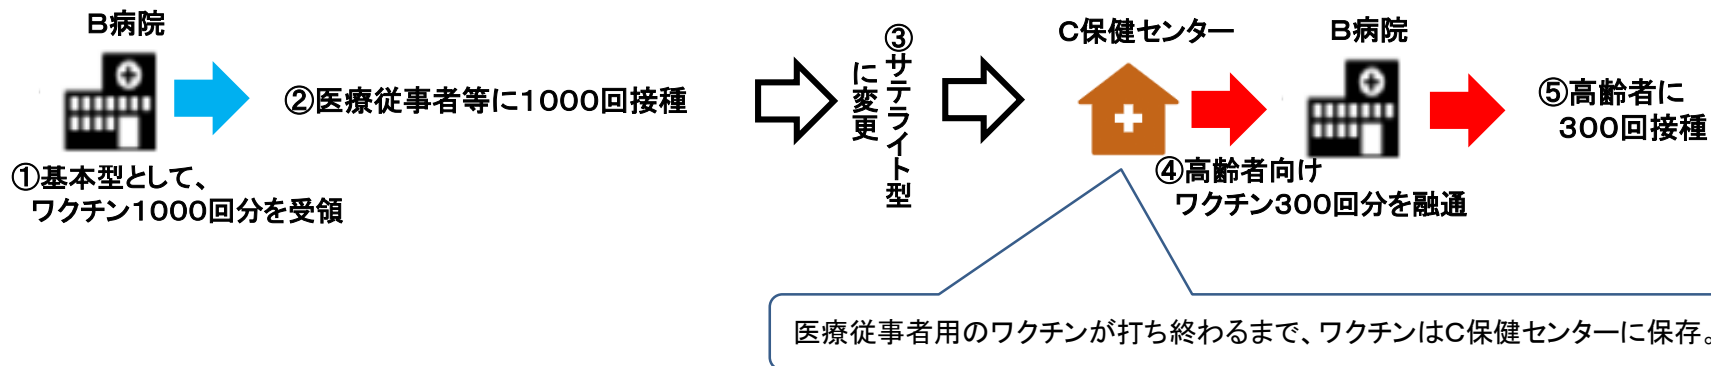 B病院
①基本型として、
ワクチン1000回分を受領
②医療従事者等に1000回接種
③サテライト型
に変更
C保健センター
B病院
④高齢者向け
ワクチン300回分を融通
⑤高齢者に
300回接種
医療従事者用のワクチンが打ち終わるまで、ワクチンはC保健センターに保存。